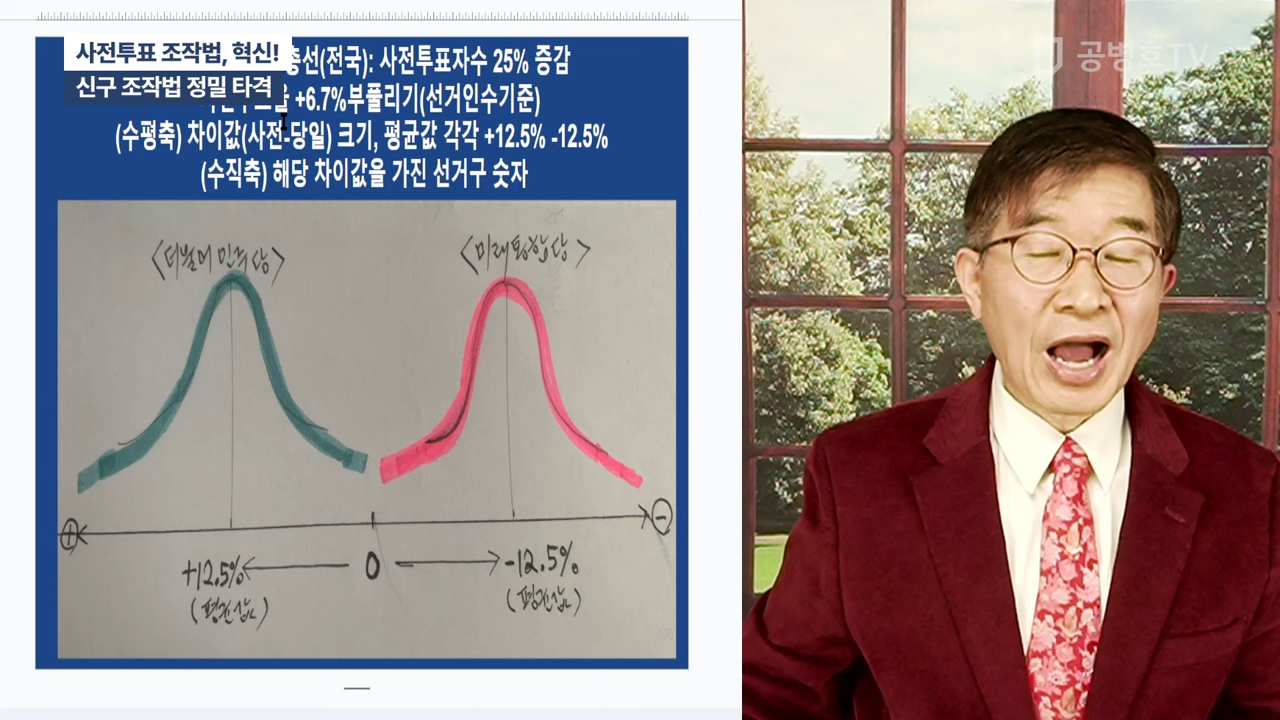 사전투표 조작법, 혁신!
신구 조작법 정밀 타격
총선(전국): 사전투표자수 25% 증감
+6.7%부풀리기(선거인수기준)
(수평축) 차이값(사전-당일) 크기, 평균값 각각 +12.5% -12.5%
(수직축) 해당 차이값을 가진 선거구 숫자
<더불어민주당> <미래통합당>
+ -
+12.5% 0 -12.5%
(평균값) (평균값)
공병호TV